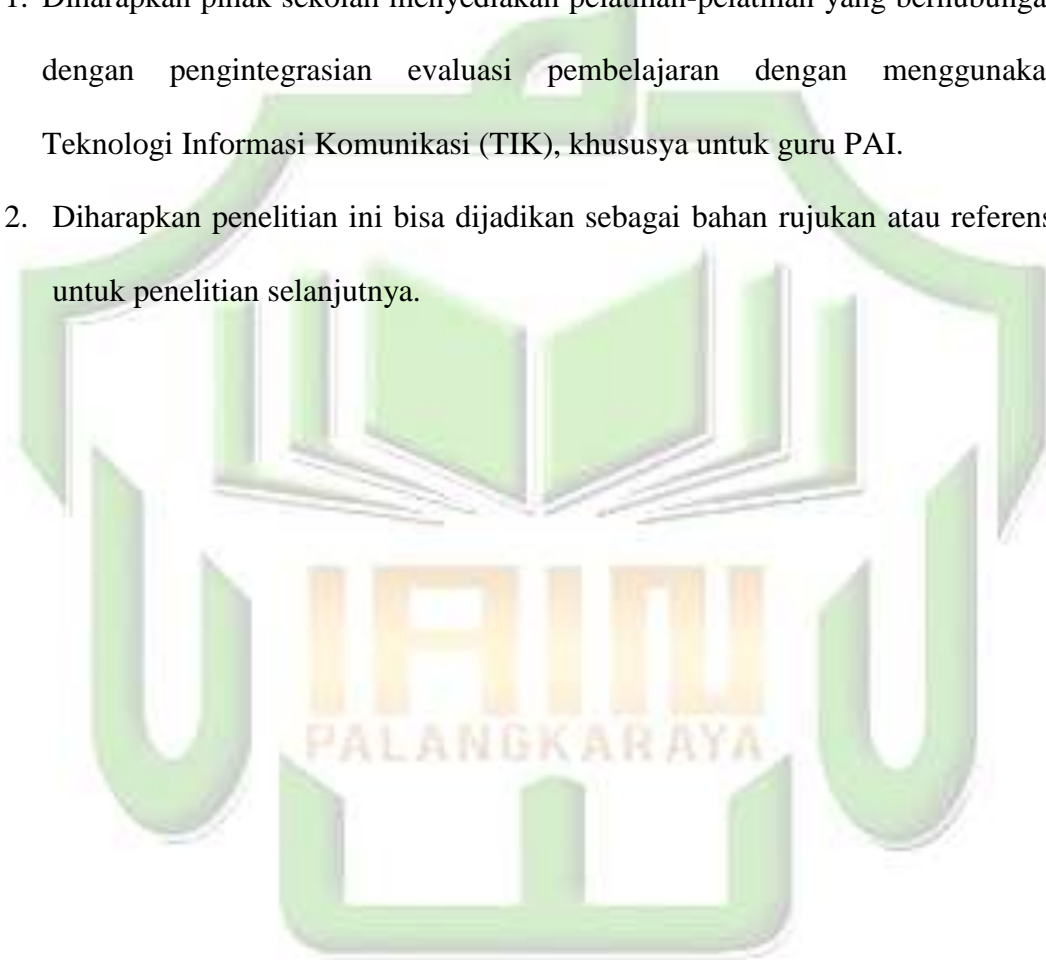 1. Diharapkan pihak sekolah menyediakan pelatihan-pelatihan yang berhubunga
dengan pengintegrasian evaluasi pembelajaran dengan menggunaka
Teknologi Informasi Komunikasi (TIK), khususya untuk guru PAI.
2. Diharapkan penelitian ini bisa dijadikan sebagai bahan rujukan atau referens
untuk penelitian selanjutnya.
IAIN
PALANGKARAYA